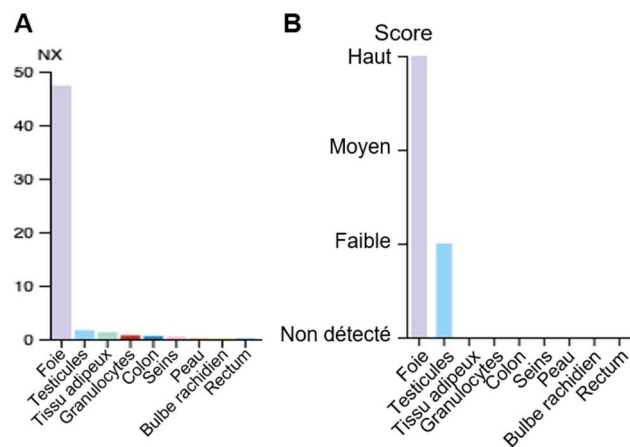 A
NX
50
40
30
20
10
0
Foie
Testicules
Tissu adipeux
Granulocytes
Colon
Seins
Peau
Bulbe rachidien
Rectum
B
Score
Haut
Moyen
Faible
Non détecté
Foie
Testicules
Tissu adipeux
Granulocytes
Colon
Seins
Peau
Bulbe rachidien
Rectum